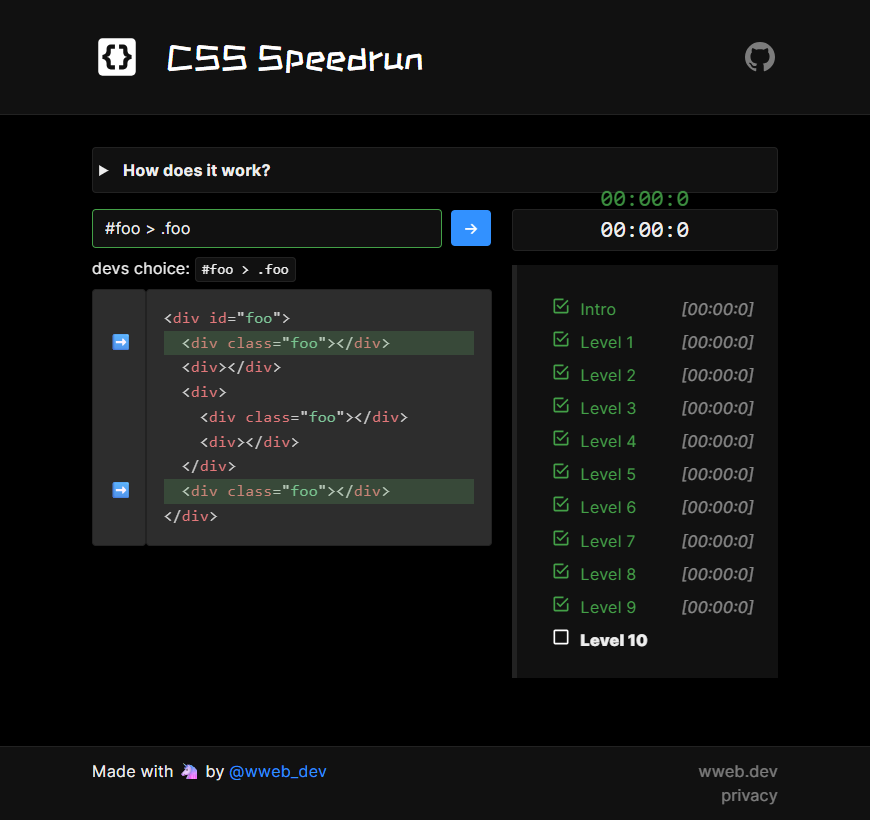 CSS Speedrun
How does it work?
#foo > .foo
devs choice: #foo > .foo
<div id="foo">
<div class="foo"></div>
<div></div>
<div>
<div class="foo"></div>
<div></div>
</div>
<div class="foo"></div>
</div>
00:00:0
00:00:0
Intro [00:00:0]
Level 1 [00:00:0]
Level 2 [00:00:0]
Level 3 [00:00:0]
Level 4 [00:00:0]
Level 5 [00:00:0]
Level 6 [00:00:0]
Level 7 [00:00:0]
Level 8 [00:00:0]
Level 9 [00:00:0]
Level 10
Made with 🦄 by @wweb_dev
wweb.dev
privacy